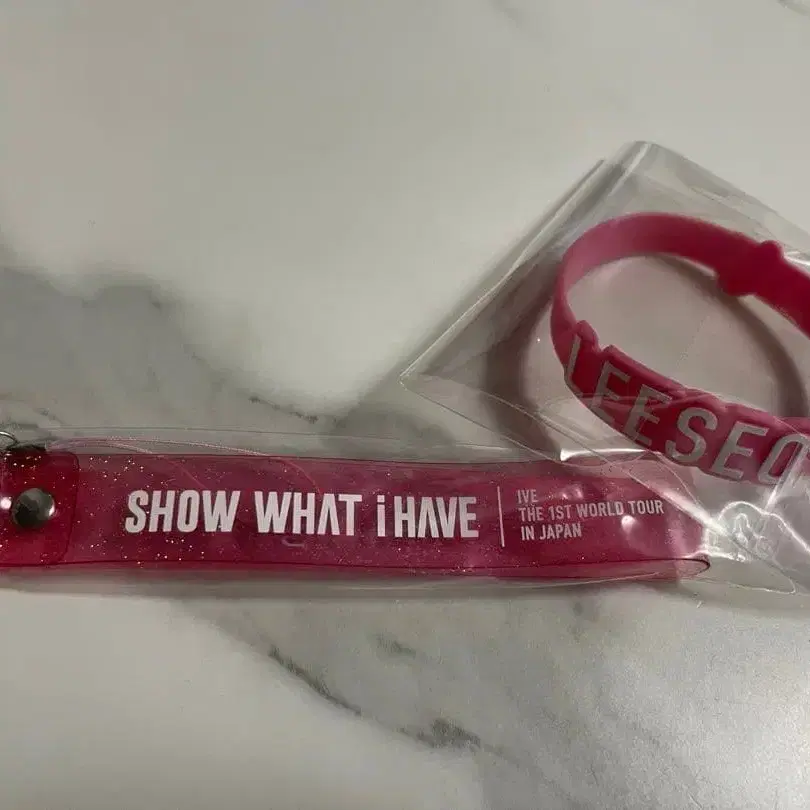 LEESEO
SHOW WHAT i HAVE
IVE
THE 1ST WORLD TOUR
IN JAPAN